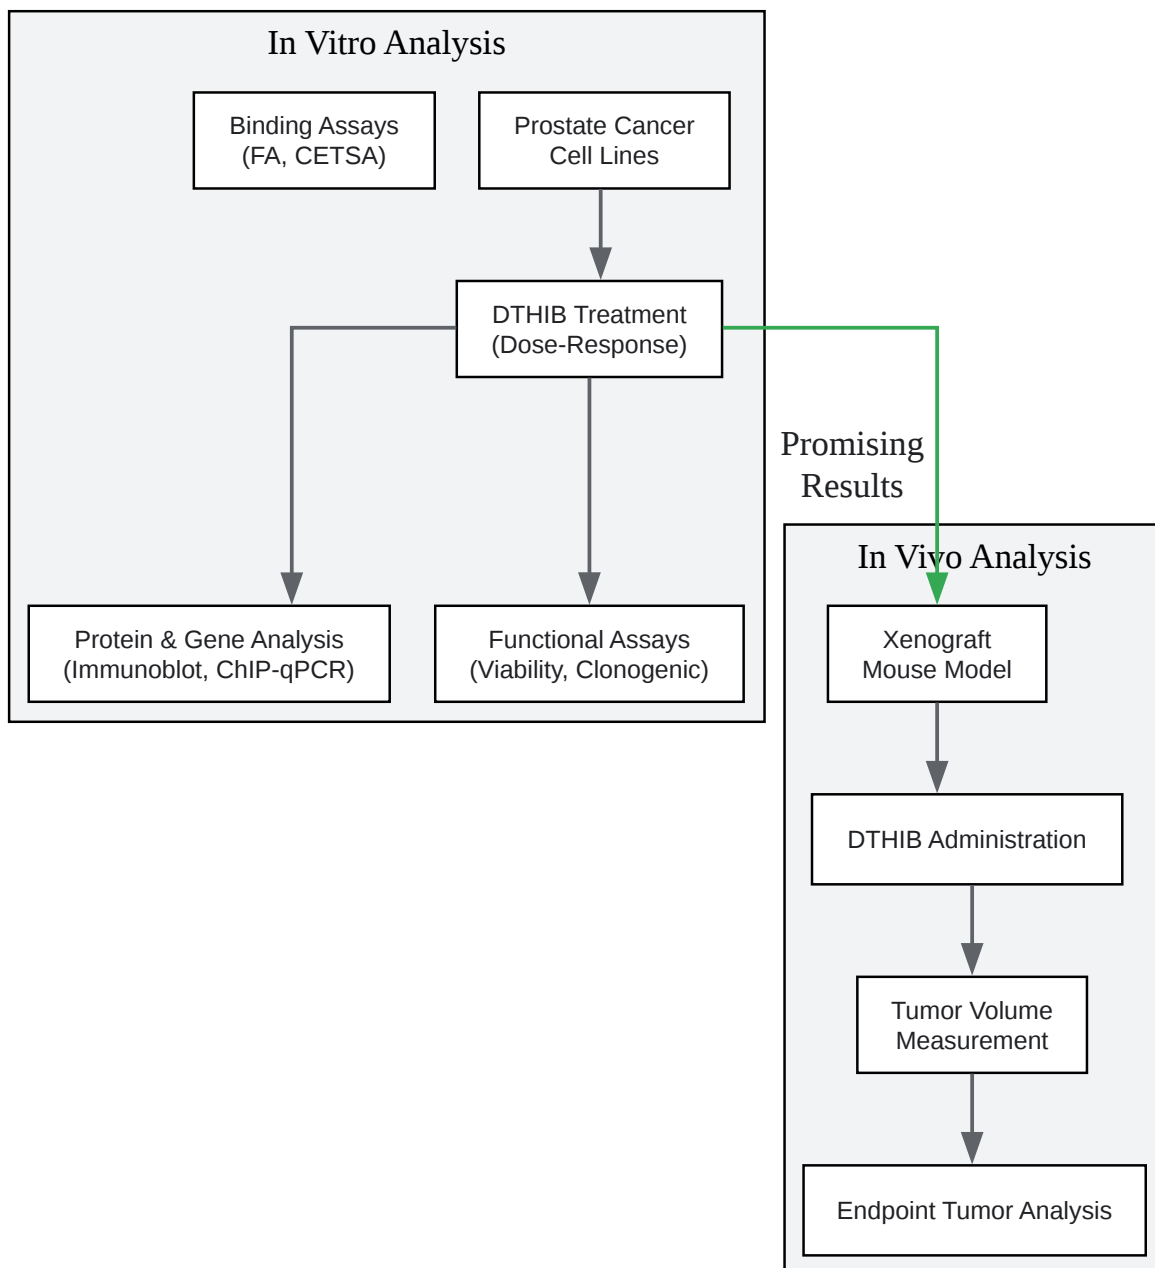 In Vitro Analysis
Binding Assays
(FA, CETSA)
Prostate Cancer
Cell Lines
DTHIB Treatment
(Dose-Response)
Promising
Results
Protein & Gene Analysis
(Immunoblot, ChIP-qPCR)
Functional Assays
(Viability, Clonogenic)
In Vivo Analysis
Xenograft
Mouse Model
DTHIB Administration
Tumor Volume
Measurement
Endpoint Tumor Analysis